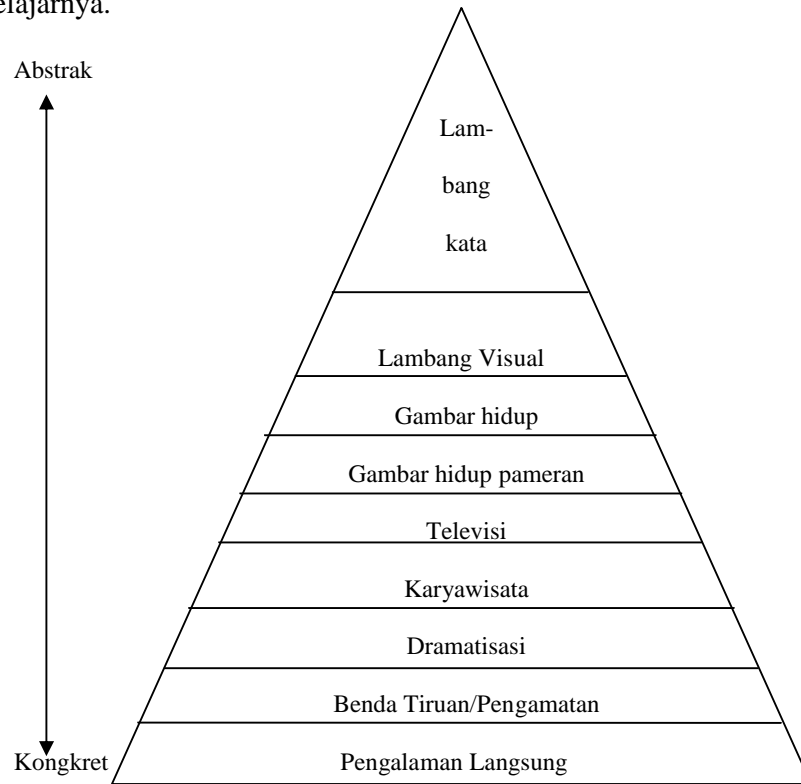 elajarnya.
Abstrak
Lam-
bang
kata
Lambang Visual
Gambar hidup
Gambar hidup pameran
Televisi
Karyawisata
Dramatisasi
Benda Tiruan/Pengamatan
Kongkret
Pengalaman Langsung